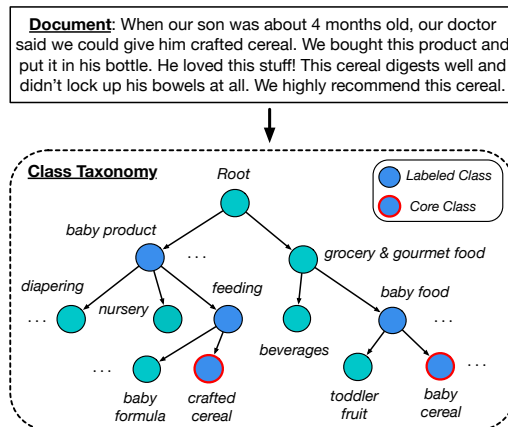 Document: When our son was about 4 months old, our doctor
said we could give him crafted cereal. We bought this product and
put it in his bottle. He loved this stuff! This cereal digests well and
didn't lock up his bowels at all. We highly recommend this cereal.
Class Taxonomy
Root
Labeled Class
Core Class
baby product
...
grocery & gourmet food
diapering
nursery
feeding
baby food
...
...
beverages
...
baby
formula
crafted
cereal
toddler
fruit
baby
cereal
...